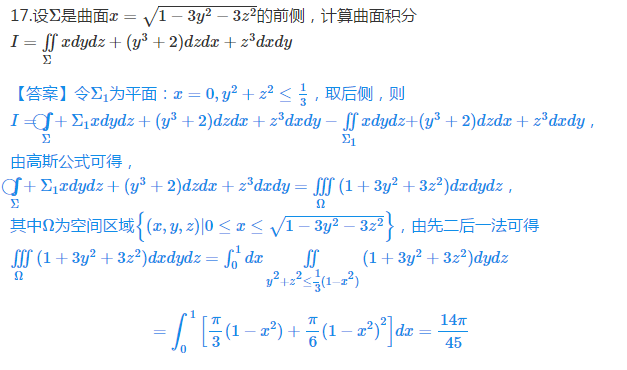 17.设Σ是曲面x = √(1 − 3y² − 3z²)的前侧，计算曲面积分
I = ∬_Σ xdydz + (y³ + 2)dzdx + z³dxdy
【答案】令Σ₁为平面：x = 0, y² + z² ≤ 1/3，取后侧，则
I = ∯_Σ + Σ₁xdydz + (y³ + 2)dzdx + z³dxdy − ∬_Σ₁ xdydz+(y³ + 2)dzdx + z³dxdy，
由高斯公式可得，
∯_Σ + Σ₁xdydz + (y³ + 2)dzdx + z³dxdy = ∭_Ω (1 + 3y² + 3z²)dxdydz，
其中Ω为空间区域{(x, y, z)|0 ≤ x ≤ √(1 − 3y² − 3z²)}，由先二后一法可得
∭_Ω (1 + 3y² + 3z²)dxdydz = ∫₀¹ dx ∬_{y²+z²≤1/3(1−x²)} (1 + 3y² + 3z²)dydz
= ∫₀¹ [π/3 (1 − x²) + π/6 (1 − x²)²]dx = 14π/45